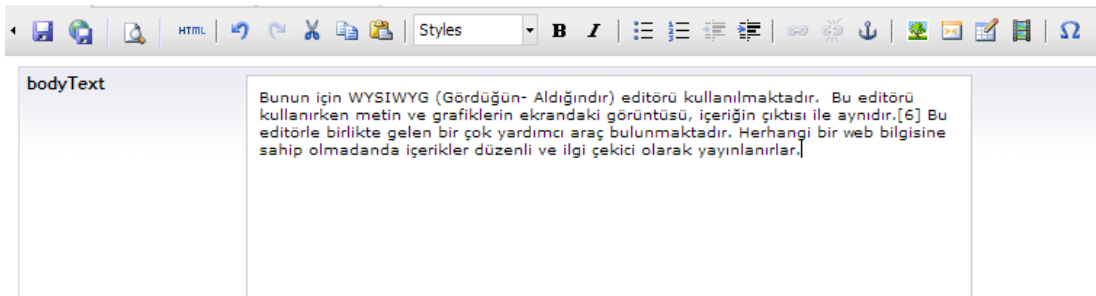 HTML Styles B I Ω
bodyText
Bunun için WYSIWYG (Gördüğün- Aldığındır) editörü kullanılmaktadır.  Bu editörü
kullanırken metin ve grafiklerin ekrandaki görüntüsü, içeriğin çıktısı ile aynıdır.[6] Bu
editörle birlikte gelen bir çok yardımcı araç bulunmaktadır. Herhangi bir web bilgisine
sahip olmadanda içerikler düzenli ve ilgi çekici olarak yayınlanırlar.